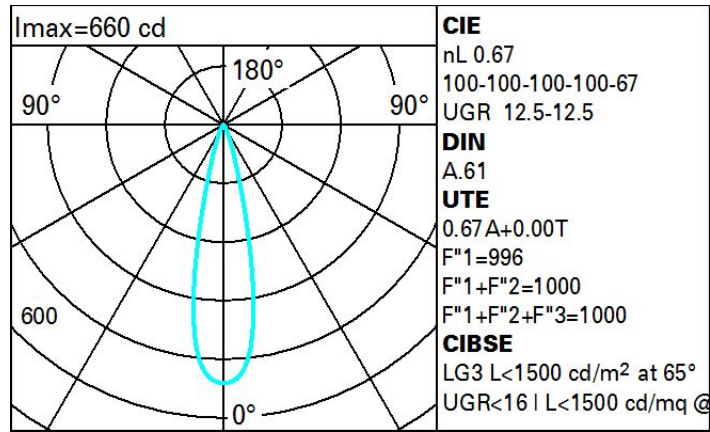 Imax=660 cd
180°
90°
90°
600
0°
CIE
nL 0.67
100-100-100-100-67
UGR 12.5-12.5
DIN
A.61
UTE
0.67A+0.00T
F"1=996
F"1+F"2=1000
F"1+F"2+F"3=1000
CIBSE
LG3 L<1500 cd/m² at 65°
UGR<16 | L<1500 cd/mq @